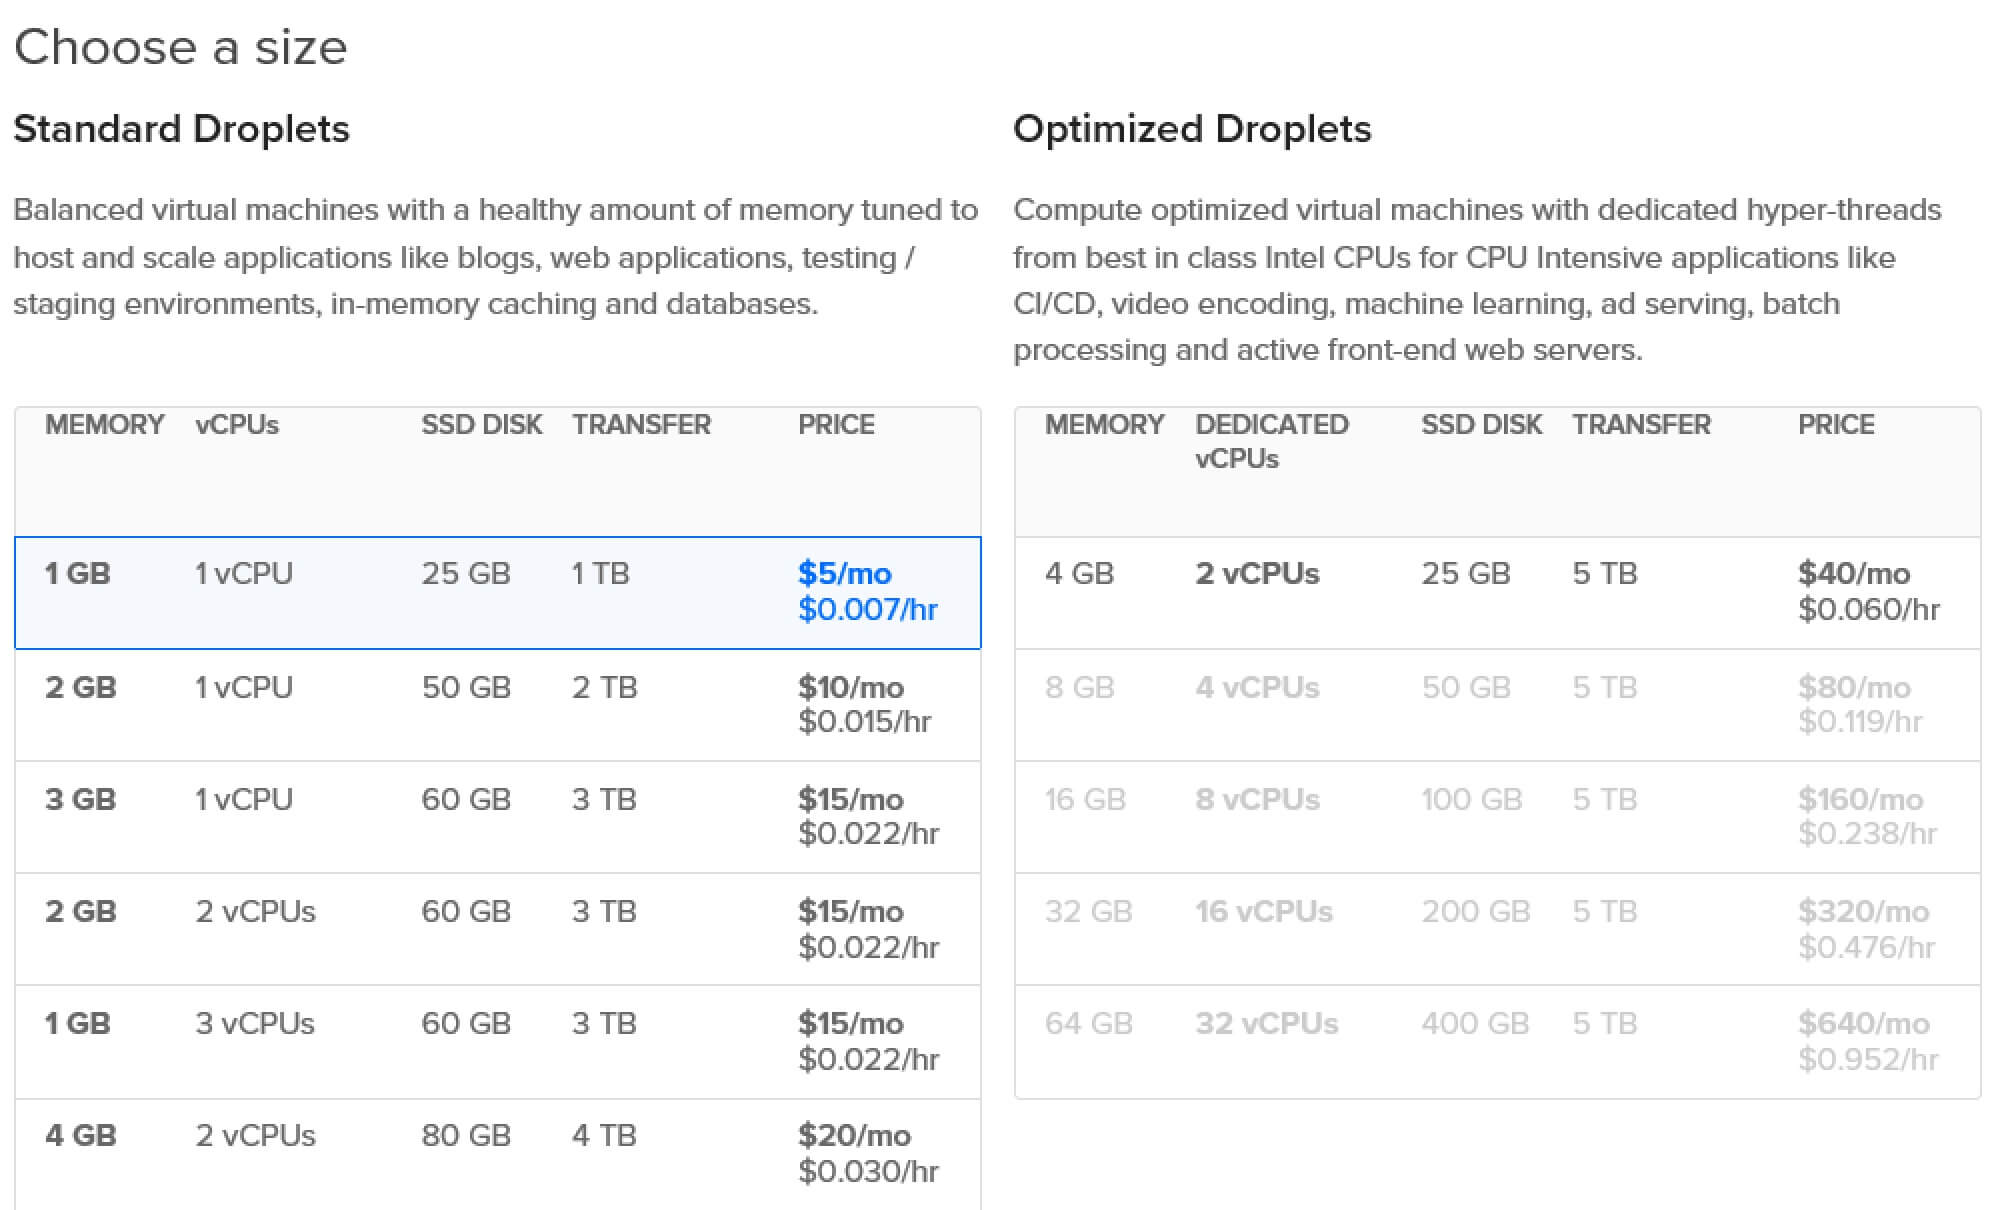 Choose a size
Standard Droplets
Balanced virtual machines with a healthy amount of memory tuned to
host and scale applications like blogs, web applications, testing /
staging environments, in-memory caching and databases.
MEMORY vCPUs SSD DISK TRANSFER PRICE
1 GB 1 vCPU 25 GB 1 TB $5/mo
$0.007/hr
2 GB 1 vCPU 50 GB 2 TB $10/mo
$0.015/hr
3 GB 1 vCPU 60 GB 3 TB $15/mo
$0.022/hr
2 GB 2 vCPUs 60 GB 3 TB $15/mo
$0.022/hr
1 GB 3 vCPUs 60 GB 3 TB $15/mo
$0.022/hr
4 GB 2 vCPUs 80 GB 4 TB $20/mo
$0.030/hr
Optimized Droplets
Compute optimized virtual machines with dedicated hyper-threads
from best in class Intel CPUs for CPU Intensive applications like
CI/CD, video encoding, machine learning, ad serving, batch
processing and active front-end web servers.
MEMORY DEDICATED SSD DISK TRANSFER PRICE
vCPUs
4 GB 2 vCPUs 25 GB 5 TB $40/mo
$0.060/hr
8 GB 4 vCPUs 50 GB 5 TB $80/mo
$0.119/hr
16 GB 8 vCPUs 100 GB 5 TB $160/mo
$0.238/hr
32 GB 16 vCPUs 200 GB 5 TB $320/mo
$0.476/hr
64 GB 32 vCPUs 400 GB 5 TB $640/mo
$0.952/hr